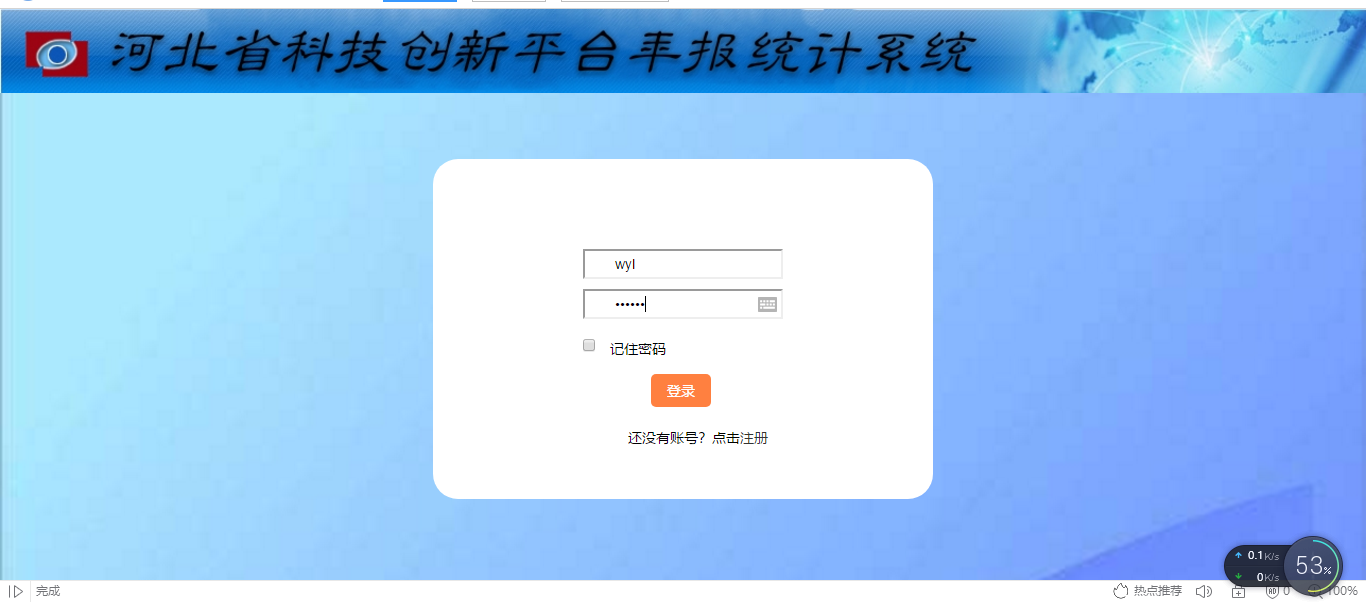 河北省科技创新平台年报统计系统
wyl
••••••
记住密码
登录
还没有账号？点击注册
0.1K/s
0K/s
53%
完成
热点推荐
0
100%